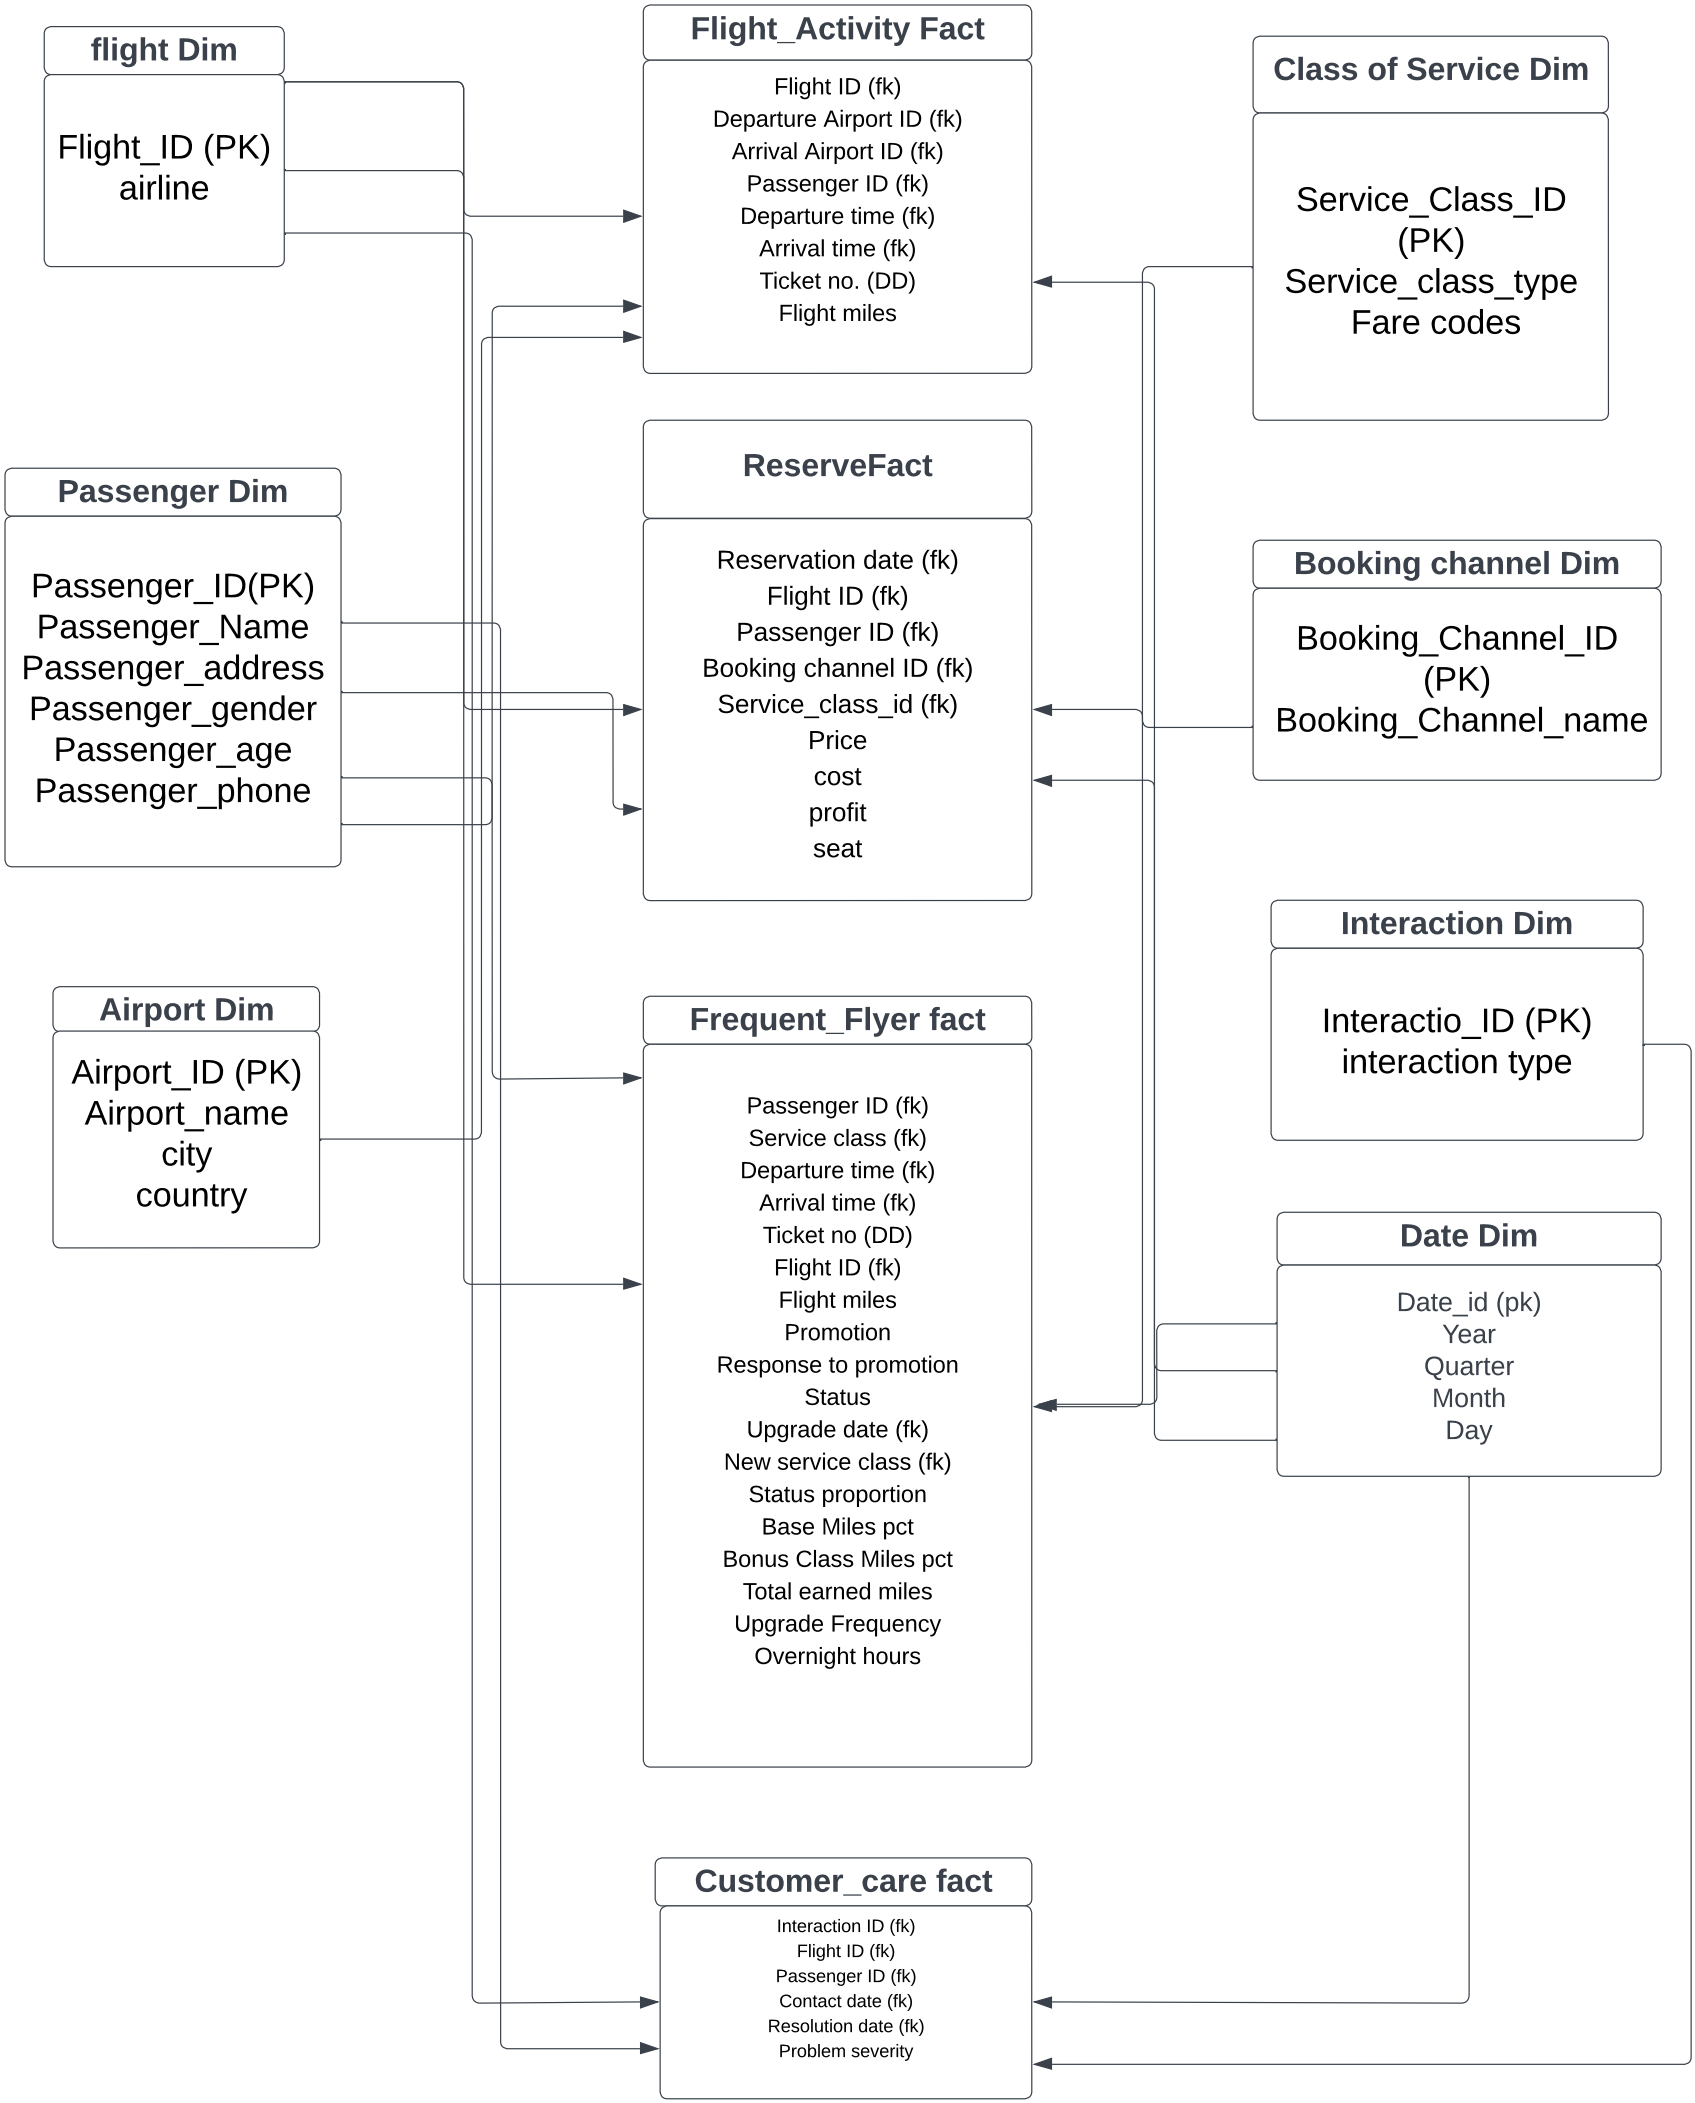 flight Dim
Flight_ID (PK)
airline
Passenger Dim
Passenger_ID(PK)
Passenger_Name
Passenger_address
Passenger_gender
Passenger_age
Passenger_phone
Airport Dim
Airport_ID (PK)
Airport_name
city
country
Flight_Activity Fact
Flight ID (fk)
Departure Airport ID (fk)
Arrival Airport ID (fk)
Passenger ID (fk)
Departure time (fk)
Arrival time (fk)
Ticket no. (DD)
Flight miles
ReserveFact
Reservation date (fk)
Flight ID (fk)
Passenger ID (fk)
Booking channel ID (fk)
Service_class_id (fk)
Price
cost
profit
seat
Frequent_Flyer fact
Passenger ID (fk)
Service class (fk)
Departure time (fk)
Arrival time (fk)
Ticket no (DD)
Flight ID (fk)
Flight miles
Promotion
Response to promotion
Status
Upgrade date (fk)
New service class (fk)
Status proportion
Base Miles pct
Bonus Class Miles pct
Total earned miles
Upgrade Frequency
Overnight hours
Customer_care fact
Interaction ID (fk)
Flight ID (fk)
Passenger ID (fk)
Contact date (fk)
Resolution date (fk)
Problem severity
Class of Service Dim
Service_Class_ID
(PK)
Service_class_type
Fare codes
Booking channel Dim
Booking_Channel_ID
(PK)
Booking_Channel_name
Interaction Dim
Interactio_ID (PK)
interaction type
Date Dim
Date_id (pk)
Year
Quarter
Month
Day